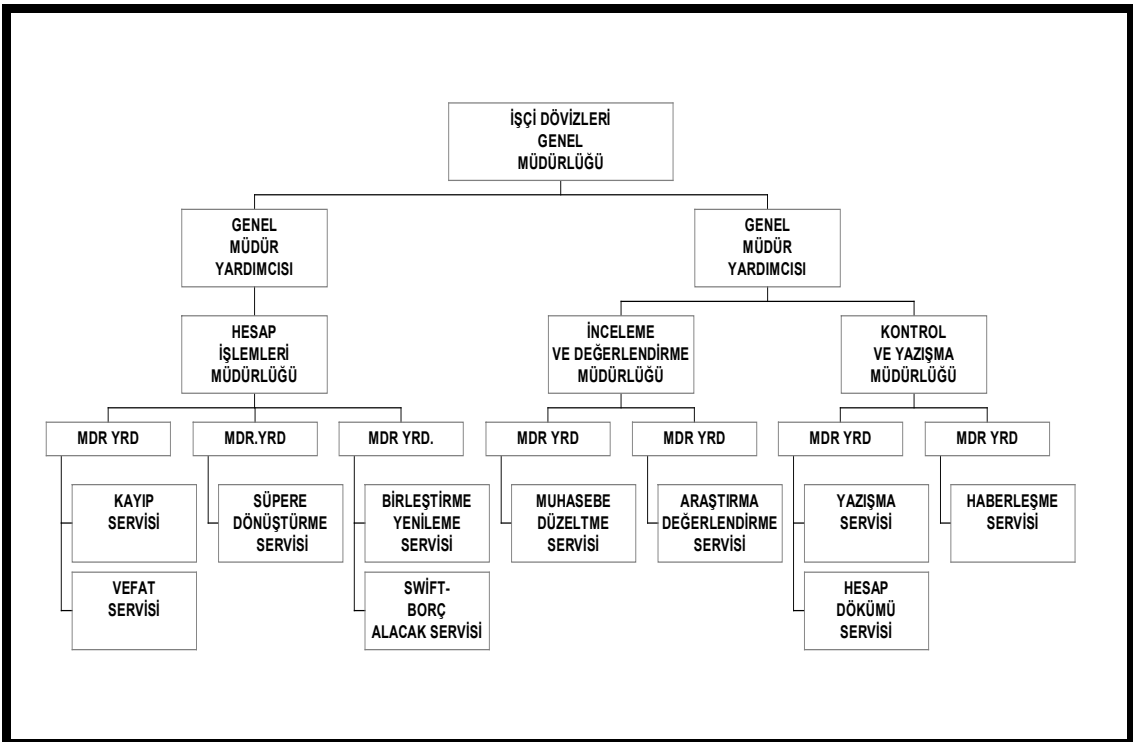 İŞÇİ DÖVİZLERİ
GENEL
MÜDÜRLÜĞÜ
GENEL
MÜDÜR
YARDIMCISI
GENEL
MÜDÜR
YARDIMCISI
HESAP
İŞLEMLERİ
MÜDÜRLÜĞÜ
İNCELEME
VE DEĞERLENDİRME
MÜDÜRLÜĞÜ
KONTROL
VE YAZIŞMA
MÜDÜRLÜĞÜ
MDR YRD
MDR.YRD
MDR YRD.
MDR YRD
MDR YRD
MDR YRD
MDR YRD
KAYIP
SERVİSİ
SÜPERE
DÖNÜŞTÜRME
SERVİSİ
BİRLEŞTİRME
YENİLEME
SERVİSİ
MUHASEBE
DÜZELTME
SERVİSİ
ARAŞTIRMA
DEĞERLENDİRME
SERVİSİ
YAZIŞMA
SERVİSİ
HABERLEŞME
SERVİSİ
VEFAT
SERVİSİ
SWİFT-
BORÇ
ALACAK SERVİSİ
HESAP
DÖKÜMÜ
SERVİSİ